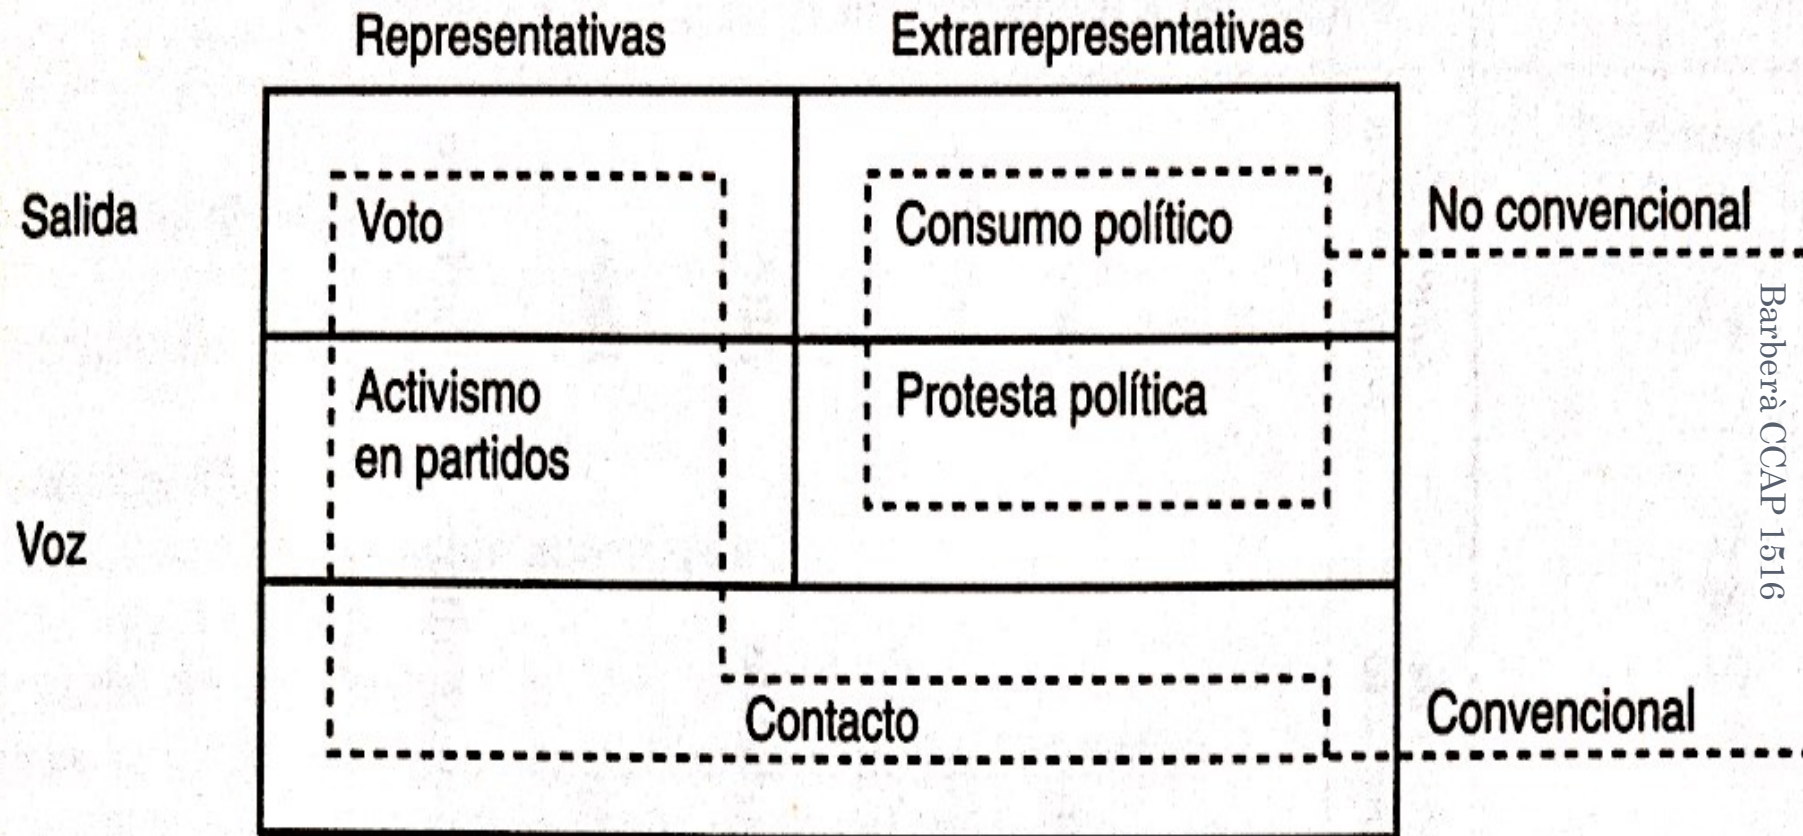 Representativas
Extrarrepresentativas
Salida
Voto
Consumo político
No convencional
Activismo
en partidos
Protesta política
Voz
Contacto
Convencional
Barberà CCAP 1516